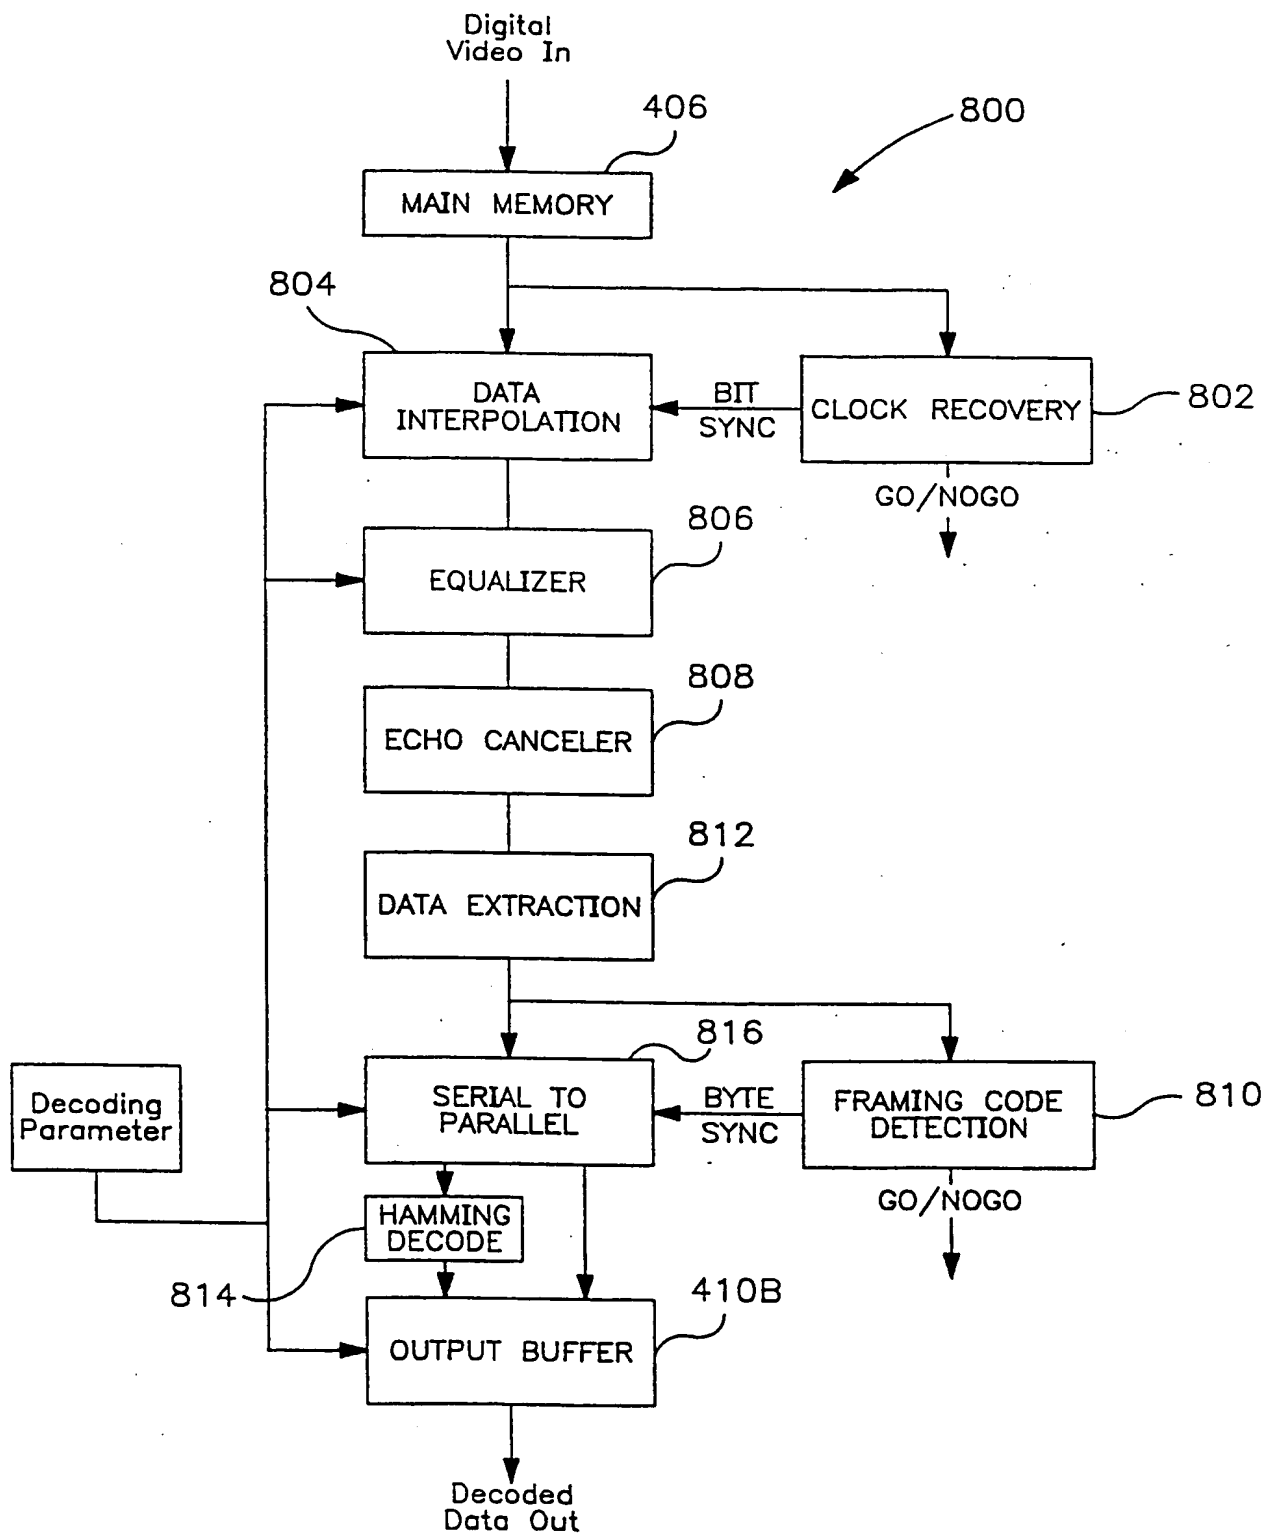 Digital
Video In
406
800
MAIN MEMORY
804
DATA
INTERPOLATION
BIT
SYNC
CLOCK RECOVERY
802
GO/NOGO
806
EQUALIZER
808
ECHO CANCELER
812
DATA EXTRACTION
816
Decoding
Parameter
SERIAL TO
PARALLEL
BYTE
SYNC
FRAMING CODE
DETECTION
810
GO/NOGO
HAMMING
DECODE
814
410B
OUTPUT BUFFER
Decoded
Data Out